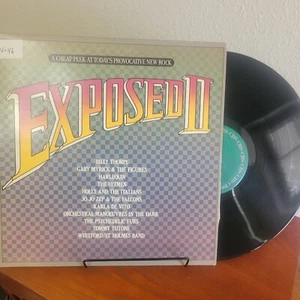 A CHEAP PEEK AT TODAY'S PROVOCATIVE NEW ROCK
EXPOSED II
BILLY THORPE
GARY MYRICK & THE FIGURES
HARLEQUIN
THE HITMEN
HOLLY AND THE ITALIANS
JO JO ZEP & THE FALCONS
KARLA DE VITO
ORCHESTRAL MANOEUVRES IN THE DARK
THE PSYCHEDELIC FURS
TOMMY TUTONE
WHITFORD/ST. HOLMES BAND